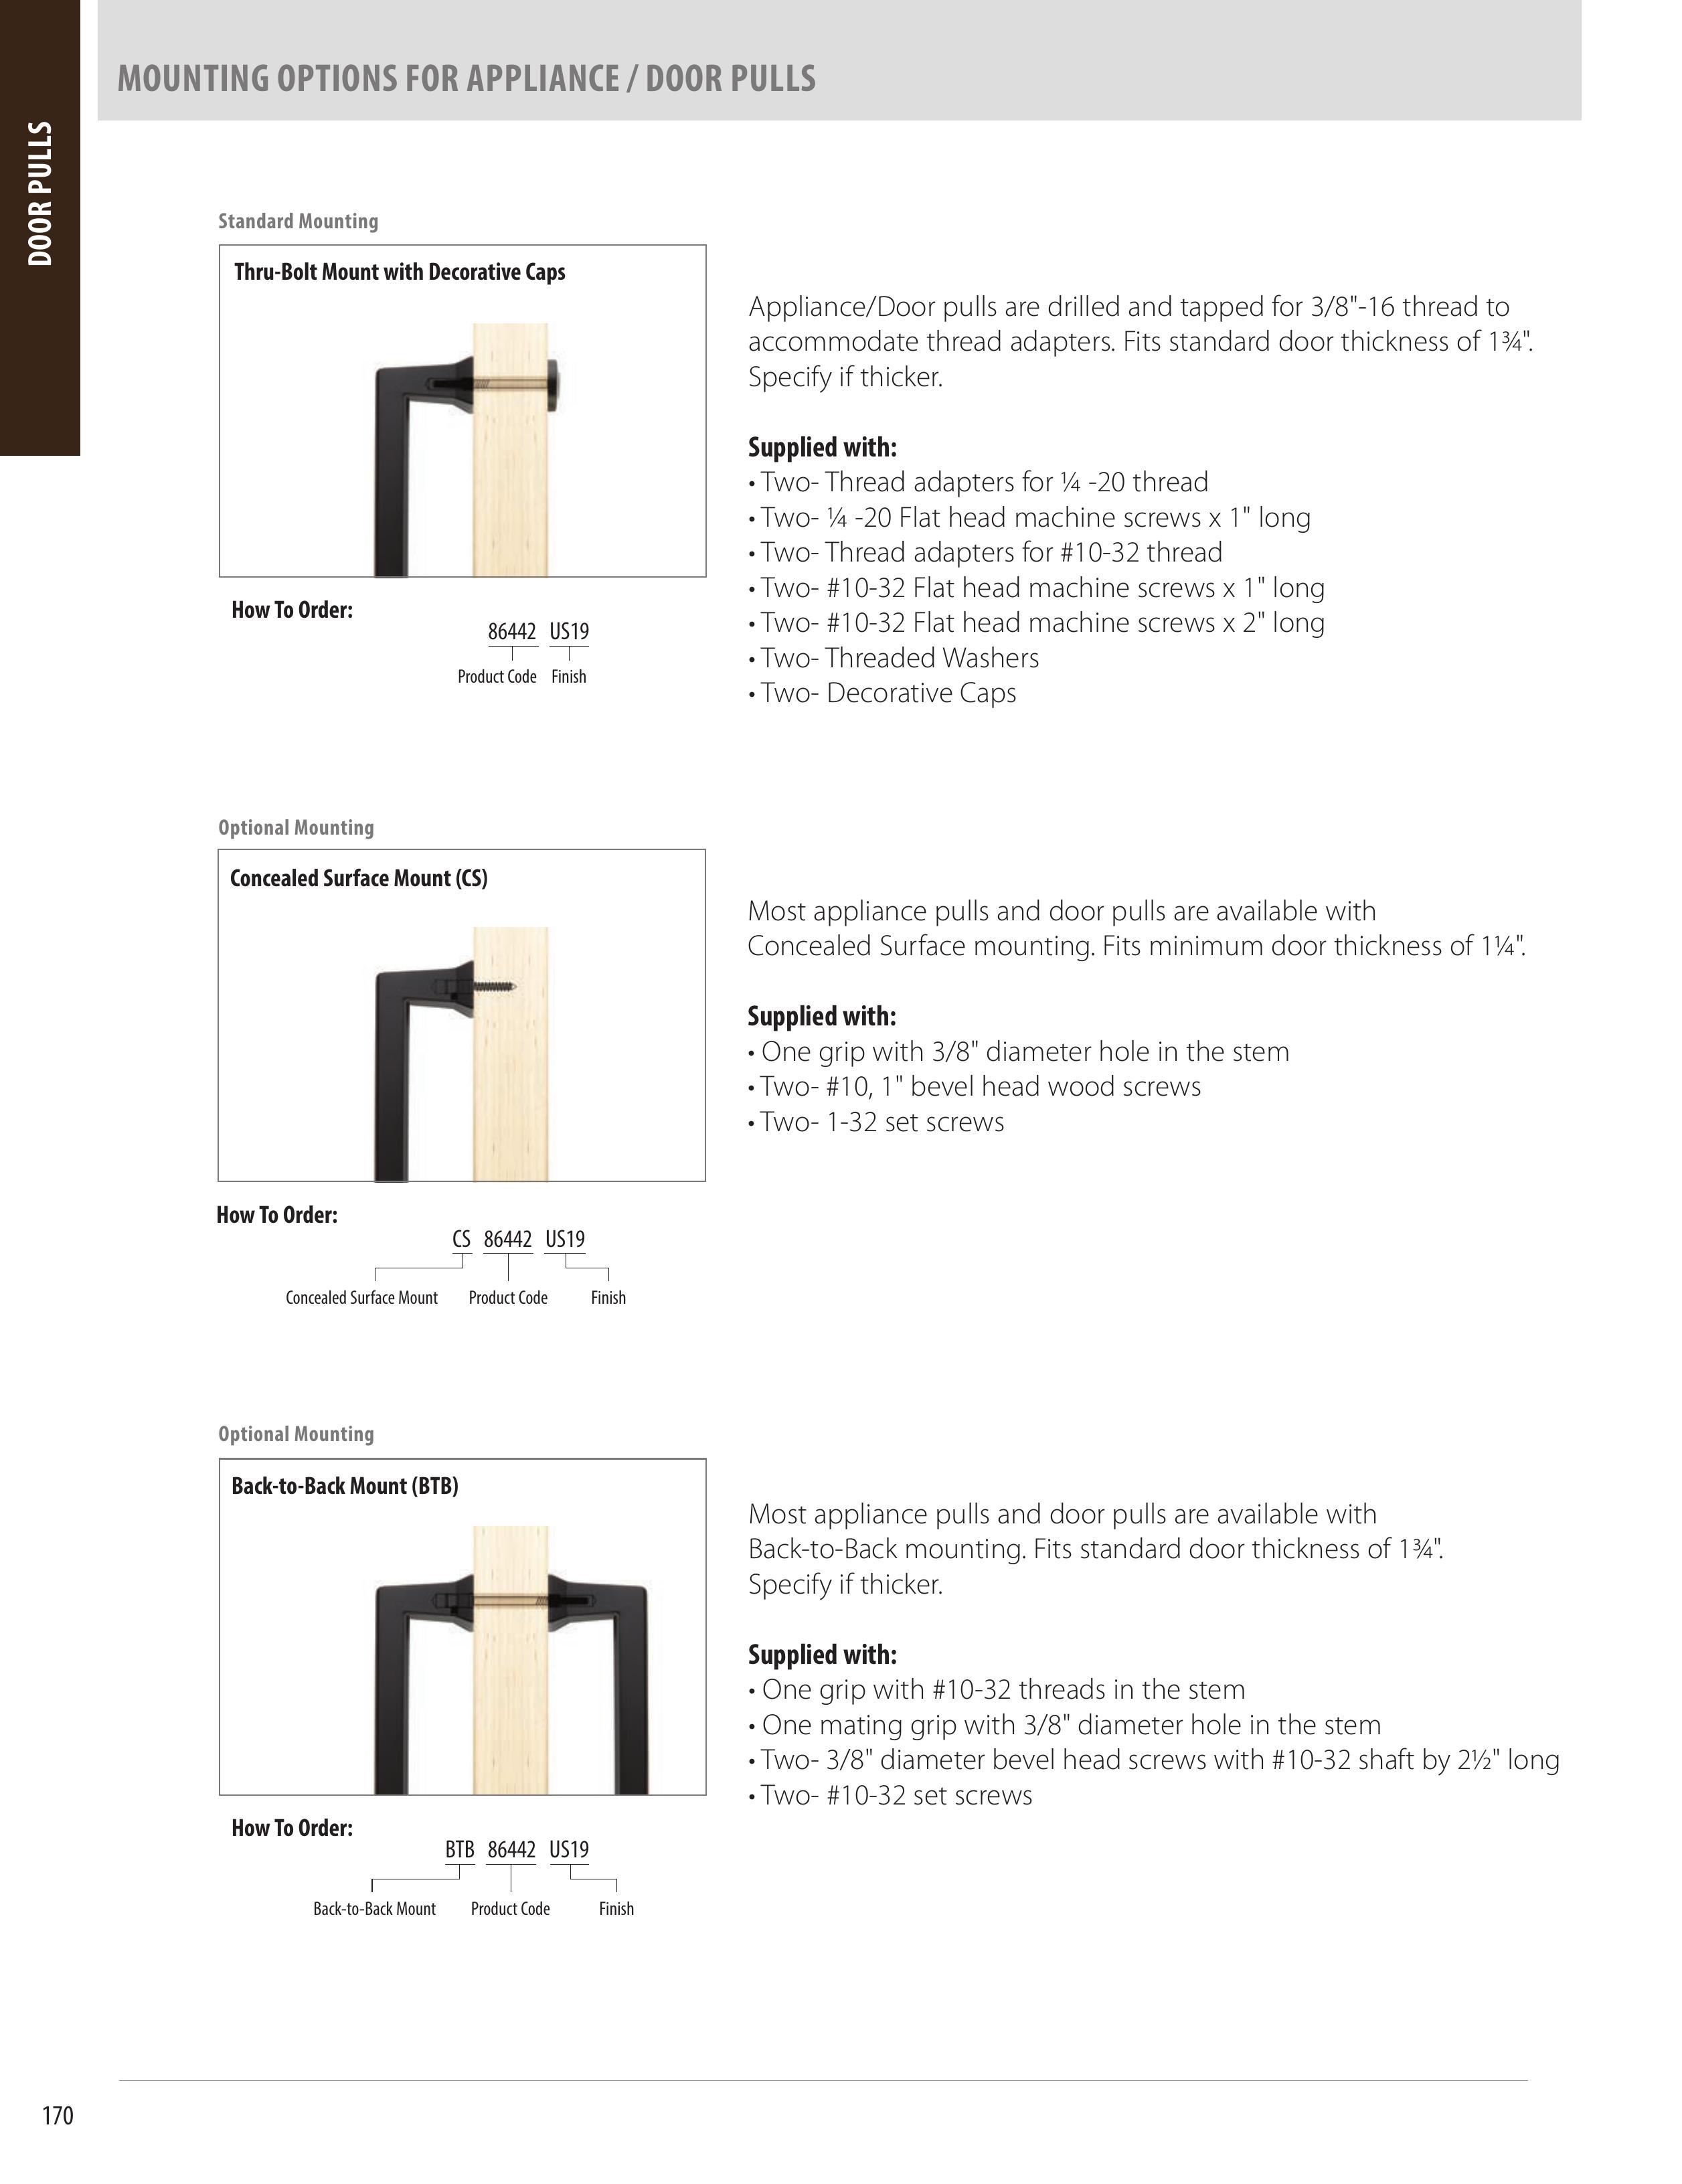 DOOR PULLS
MOUNTING OPTIONS FOR APPLIANCE / DOOR PULLS
Standard Mounting
Thru-Bolt Mount with Decorative Caps
How To Order:
86442 US19
Product Code Finish
Appliance/Door pulls are drilled and tapped for 3/8"-16 thread to
accommodate thread adapters. Fits standard door thickness of 1¾".
Specify if thicker.
Supplied with:
• Two- Thread adapters for ¼ -20 thread
• Two- ¼ -20 Flat head machine screws x 1" long
• Two- Thread adapters for #10-32 thread
• Two- #10-32 Flat head machine screws x 1" long
• Two- #10-32 Flat head machine screws x 2" long
• Two- Threaded Washers
• Two- Decorative Caps
Optional Mounting
Concealed Surface Mount (CS)
How To Order:
CS 86442 US19
Concealed Surface Mount Product Code Finish
Most appliance pulls and door pulls are available with
Concealed Surface mounting. Fits minimum door thickness of 1¼".
Supplied with:
• One grip with 3/8" diameter hole in the stem
• Two- #10, 1" bevel head wood screws
• Two- 1-32 set screws
Optional Mounting
Back-to-Back Mount (BTB)
How To Order:
BTB 86442 US19
Back-to-Back Mount Product Code Finish
Most appliance pulls and door pulls are available with
Back-to-Back mounting. Fits standard door thickness of 1¾".
Specify if thicker.
Supplied with:
• One grip with #10-32 threads in the stem
• One mating grip with 3/8" diameter hole in the stem
• Two- 3/8" diameter bevel head screws with #10-32 shaft by 2½" long
• Two- #10-32 set screws
170